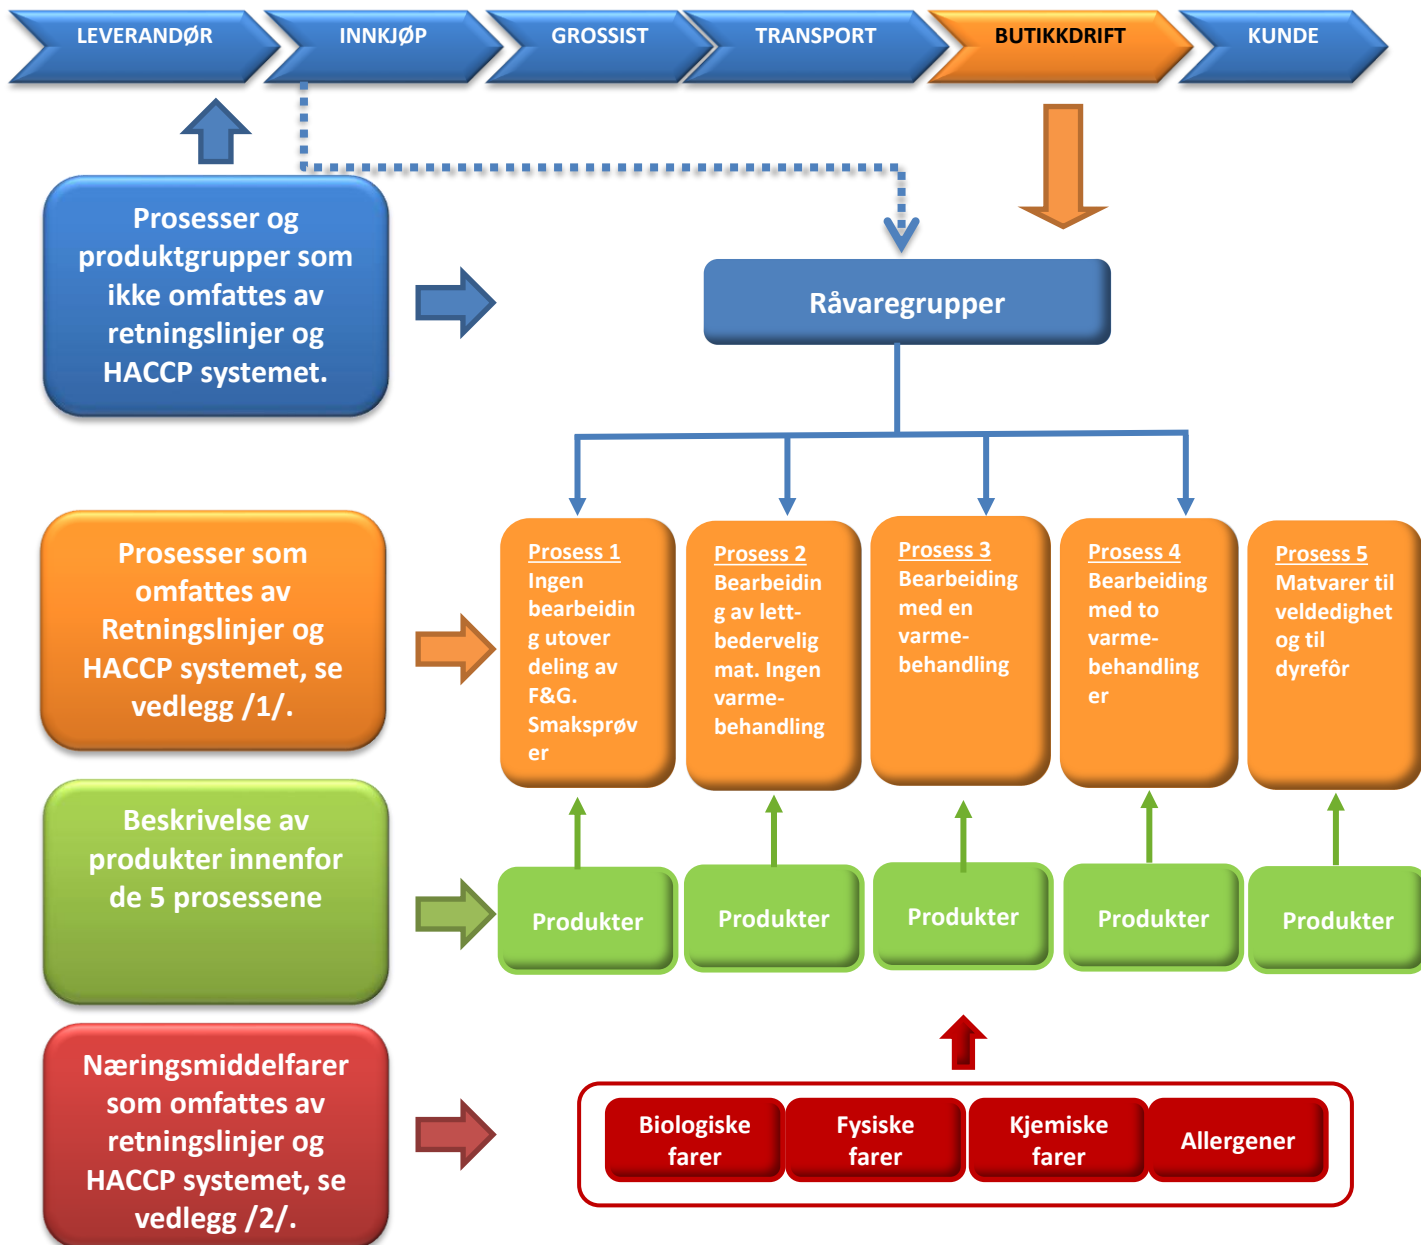 LEVERANDØR
INNKJØP
GROSSIST
TRANSPORT
BUTIKKDRIFT
KUNDE
Prosesser og
produktgrupper som
ikke omfattes av
retningslinjer og
HACCP systemet.
Råvaregrupper
Prosesser som
omfattes av
Retningslinjer og
HACCP systemet, se
vedlegg /1/.
Prosess 1
Ingen
bearbeidin
g utover
deling av
F&G.
Smaksprøv
er
Prosess 2
Bearbeidin
g av lett-
bedervelig
mat. Ingen
varme-
behandling
Prosess 3
Bearbeiding
med en
varme-
behandling
Prosess 4
Bearbeiding
med to
varme-
behandling
er
Prosess 5
Matvarer til
veldedighet
og til
dyrefôr
Beskrivelse av
produkter innenfor
de 5 prosessene
Produkter
Produkter
Produkter
Produkter
Produkter
Næringsmiddelfarer
som omfattes av
retningslinjer og
HACCP systemet, se
vedlegg /2/.
Biologiske
farer
Fysiske
farer
Kjemiske
farer
Allergener